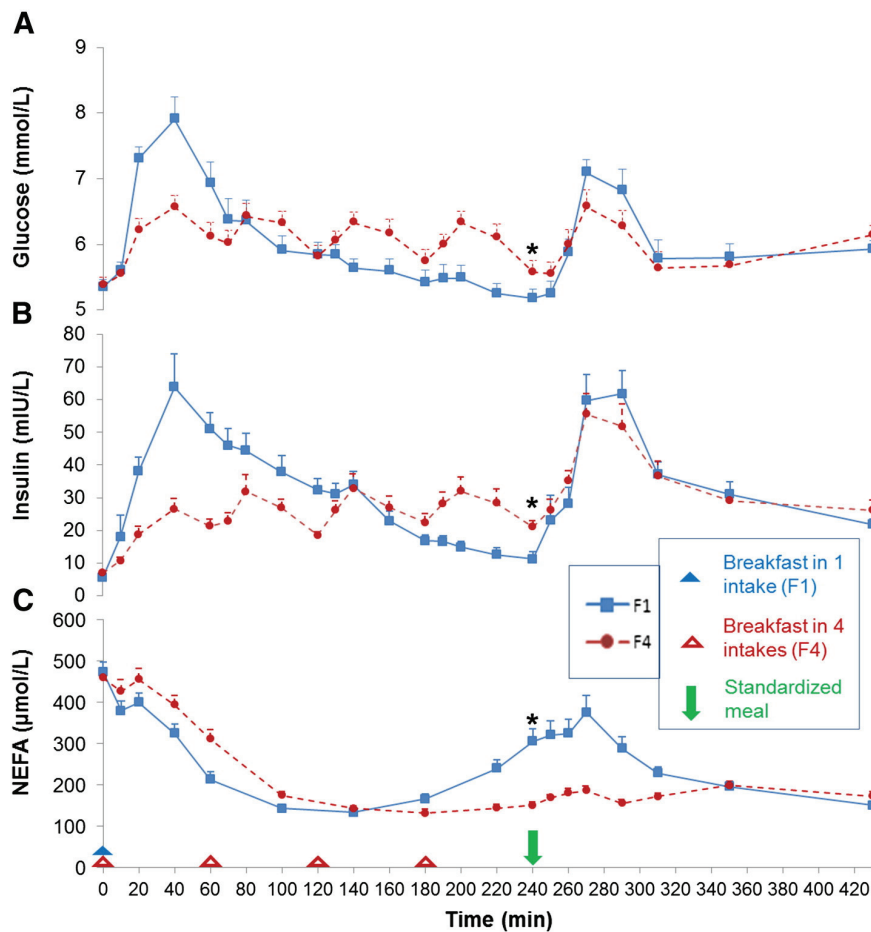 A
Glucose (mmol/L)
9
8
7
6
5
*
B
Insulin (mIU/L)
80
70
60
50
40
30
20
10
0
*
C
NEFA (µmol/L)
600
500
400
300
200
100
0
*
F1
F4
Breakfast in 1
intake (F1)
Breakfast in 4
intakes (F4)
Standardized
meal
0 20 40 60 80 100 120 140 160 180 200 220 240 260 280 300 320 340 360 380 400 420
Time (min)